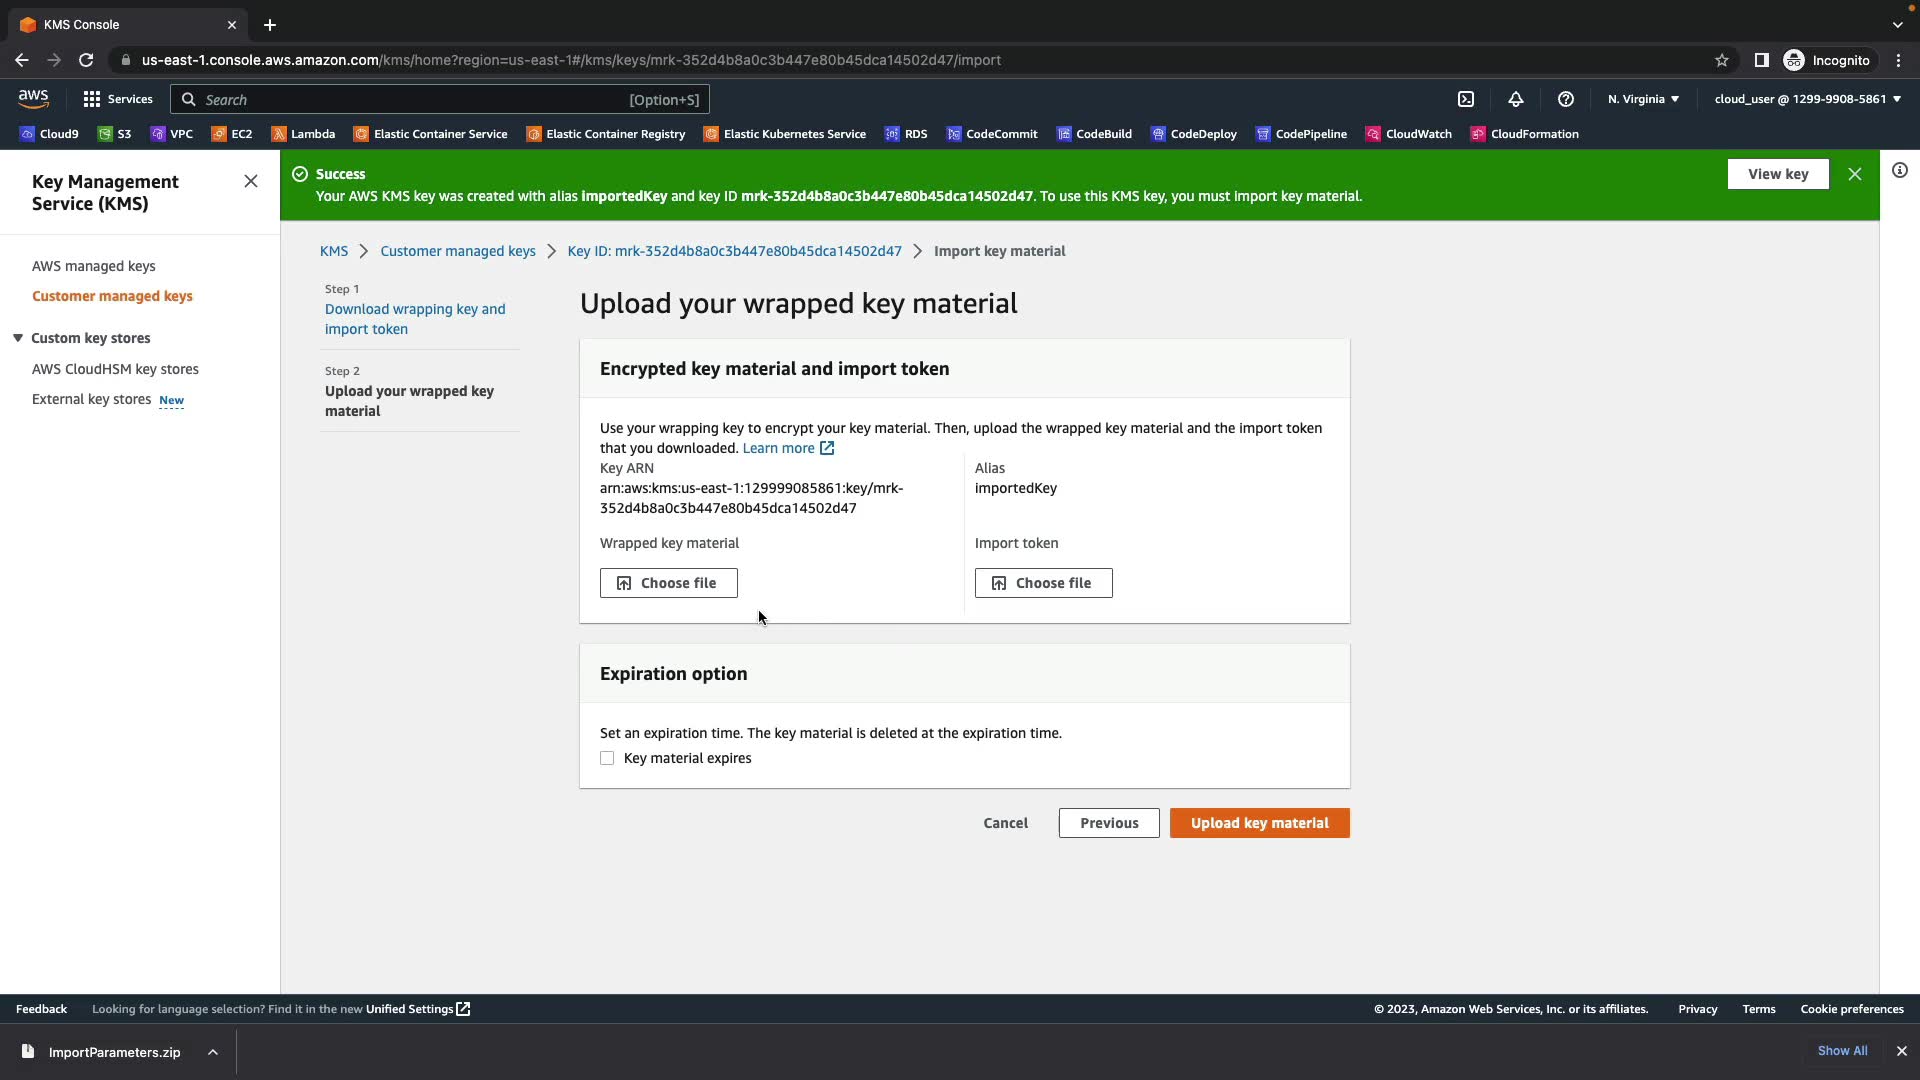 KMS Console
us-east-1.console.aws.amazon.com/kms/home?region=us-east-1#/kms/keys/mrk-352d4b8a0c3b447e80b45dca14502d47/import
Incognito
aws
Services
Search
[Option+S]
N. Virginia
cloud_user @ 1299-9908-5861
Cloud9
S3
VPC
EC2
Lambda
Elastic Container Service
Elastic Container Registry
Elastic Kubernetes Service
RDS
CodeCommit
CodeBuild
CodeDeploy
CodePipeline
CloudWatch
CloudFormation
Key Management
Service (KMS)
AWS managed keys
Customer managed keys
Custom key stores
AWS CloudHSM key stores
External key stores New
Success
Your AWS KMS key was created with alias importedKey and key ID mrk-352d4b8a0c3b447e80b45dca14502d47. To use this KMS key, you must import key material.
View key
KMS
Customer managed keys
Key ID: mrk-352d4b8a0c3b447e80b45dca14502d47
Import key material
Step 1
Download wrapping key and
import token
Step 2
Upload your wrapped key
material
Upload your wrapped key material
Encrypted key material and import token
Use your wrapping key to encrypt your key material. Then, upload the wrapped key material and the import token
that you downloaded. Learn more
Key ARN
arn:aws:kms:us-east-1:129999085861:key/mrk-
352d4b8a0c3b447e80b45dca14502d47
Alias
importedKey
Wrapped key material
Choose file
Import token
Choose file
Expiration option
Set an expiration time. The key material is deleted at the expiration time.
Key material expires
Cancel
Previous
Upload key material
Feedback
Looking for language selection? Find it in the new Unified Settings
© 2023, Amazon Web Services, Inc. or its affiliates.
Privacy
Terms
Cookie preferences
ImportParameters.zip
Show All